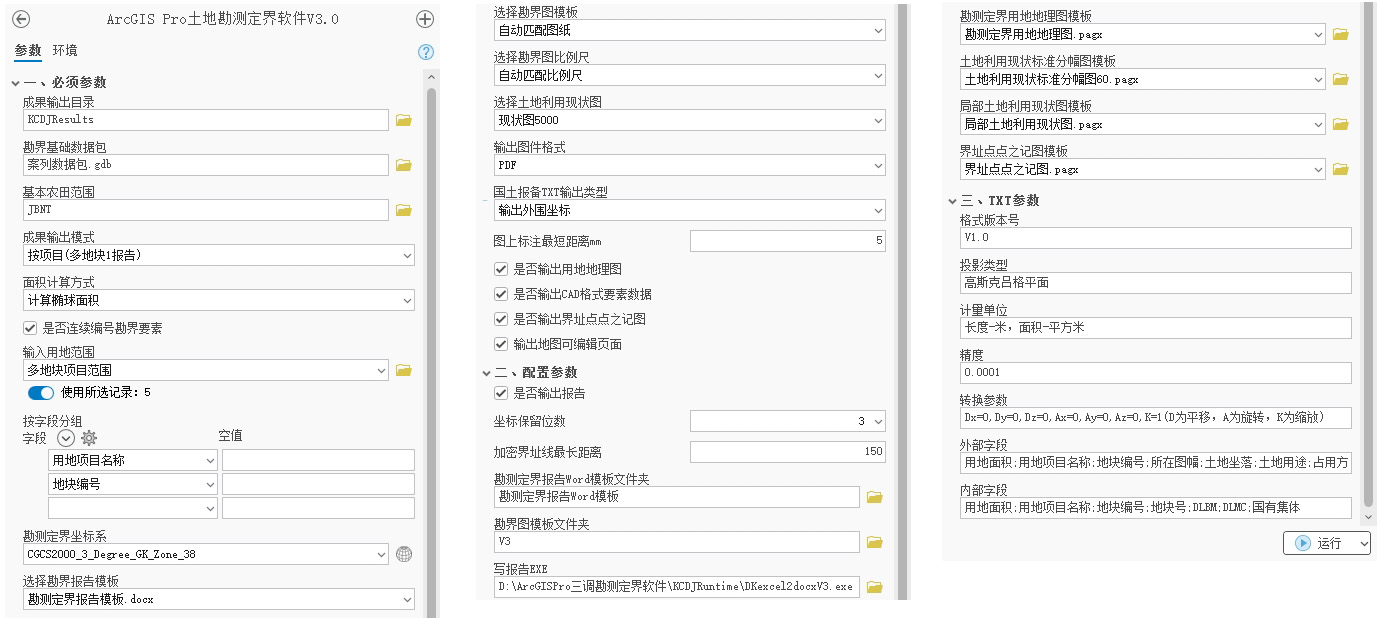 ArcGIS Pro土地勘测定界软件V3.0
参数 环境
一、必须参数
成果输出目录
KCDJResults
勘界基础数据包
案列数据包.gdb
基本农田范围
JBNT
成果输出模式
按项目(多地块1报告)
面积计算方式
计算椭球面积
是否连续编号勘界要素
输入用地范围
多地块项目范围
使用所选记录: 5
按字段分组
字段 空值
用地项目名称
地块编号
勘测定界坐标系
CGCS2000_3_Degree_GK_Zone_38
选择勘界报告模板
勘测定界报告模板.docx
选择勘界图模板
自动匹配图纸
选择勘界图比例尺
自动匹配比例尺
选择土地利用现状图
现状图5000
输出图件格式
PDF
国土报备TXT输出类型
输出外围坐标
图上标注最短距离mm 5
是否输出用地地理图
是否输出CAD格式要素数据
是否输出界址点点之记图
输出地图可编辑页面
二、配置参数
是否输出报告
坐标保留位数 3
加密界址线最长距离 150
勘测定界报告Word模板文件夹
勘测定界报告Word模板
勘界图模板文件夹
V3
写报告EXE
D:\ArcGISPro三调勘测定界软件\KCDJRuntime\DKexcel2docxV3.exe
勘测定界用地地理图模板
勘测定界用地地理图.pagx
土地利用现状标准分幅图模板
土地利用现状标准分幅图60.pagx
局部土地利用现状图模板
局部土地利用现状图.pagx
界址点点之记图模板
界址点点之记图.pagx
三、TXT参数
格式版本号
V1.0
投影类型
高斯克吕格平面
计量单位
长度-米，面积-平方米
精度
0.0001
转换参数
Dx=0,Dy=0,Dz=0,Ax=0,Ay=0,Az=0,K=1(D为平移，A为旋转，K为缩放)
外部字段
用地面积;用地项目名称;地块编号;所在图幅;土地坐落;土地用途;占用方
内部字段
用地面积;用地项目名称;地块编号;地块号;DLBM;DLMC;国有集体
运行